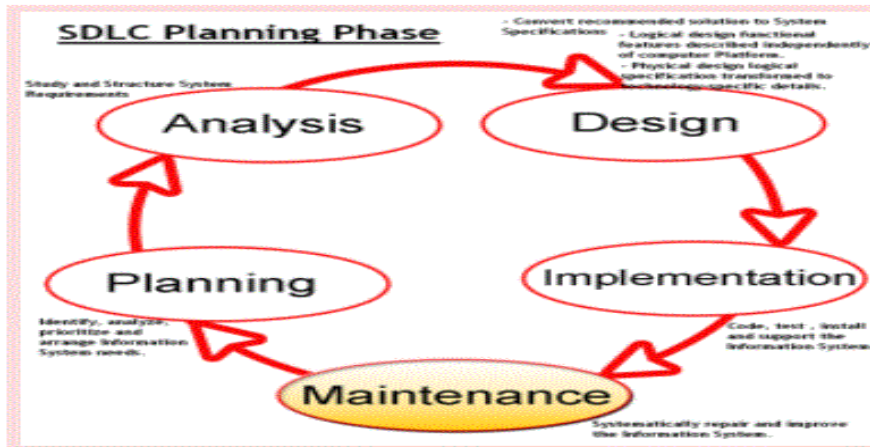 SDLC Planning Phase
- Convert recommended solution to System
Specifications
- Logical design functional
features described independently
of computer Platform.
- Physical design logical
specification transformed to
technology specific details.
Study and Structure System
Requirements
Analysis
Design
Planning
Implementation
Identify, analyze,
prioritize and
arrange Information
System needs.
Code, test , install
and support the
Information System
Maintenance
Systematically repair and improve
the Information System.